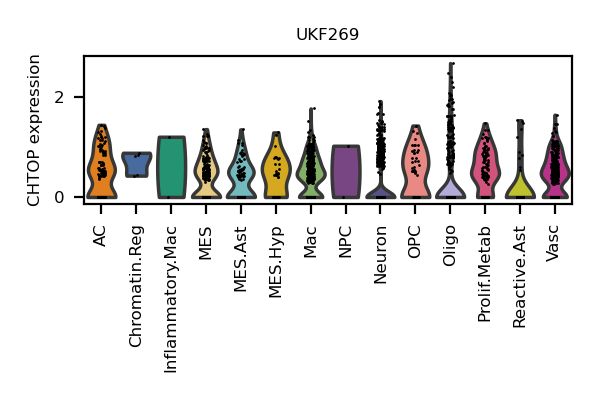 UKF269
CHTOP expression
2
0
AC
Chromatin.Reg
Inflammatory.Mac
MES
MES.Ast
MES.Hyp
Mac
NPC
Neuron
OPC
Oligo
Prolif.Metab
Reactive.Ast
Vasc